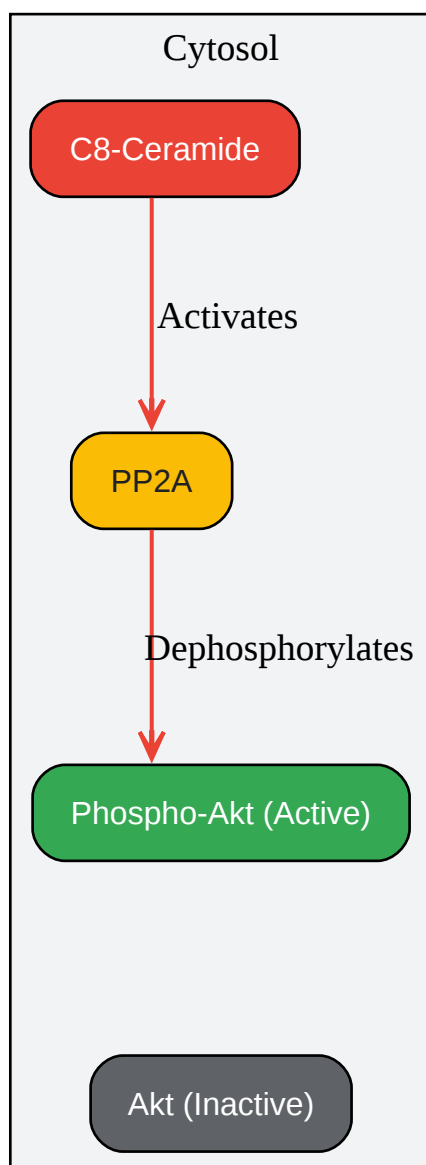 Cytosol
C8-Ceramide
Activates
PP2A
Dephosphorylates
Phospho-Akt (Active)
Akt (Inactive)